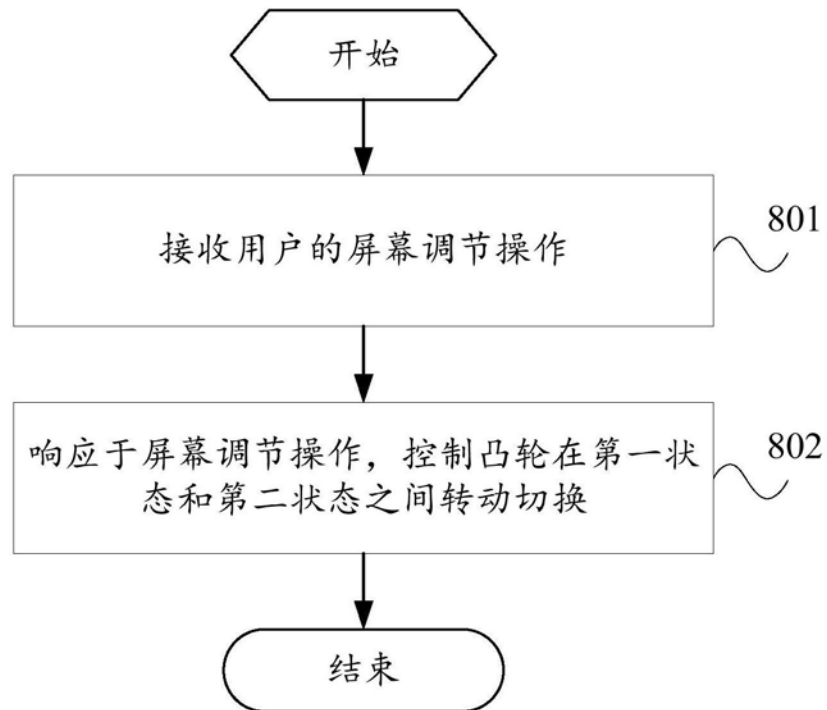 开始
接收用户的屏幕调节操作
801
响应于屏幕调节操作，控制凸轮在第一状
态和第二状态之间转动切换
802
结束